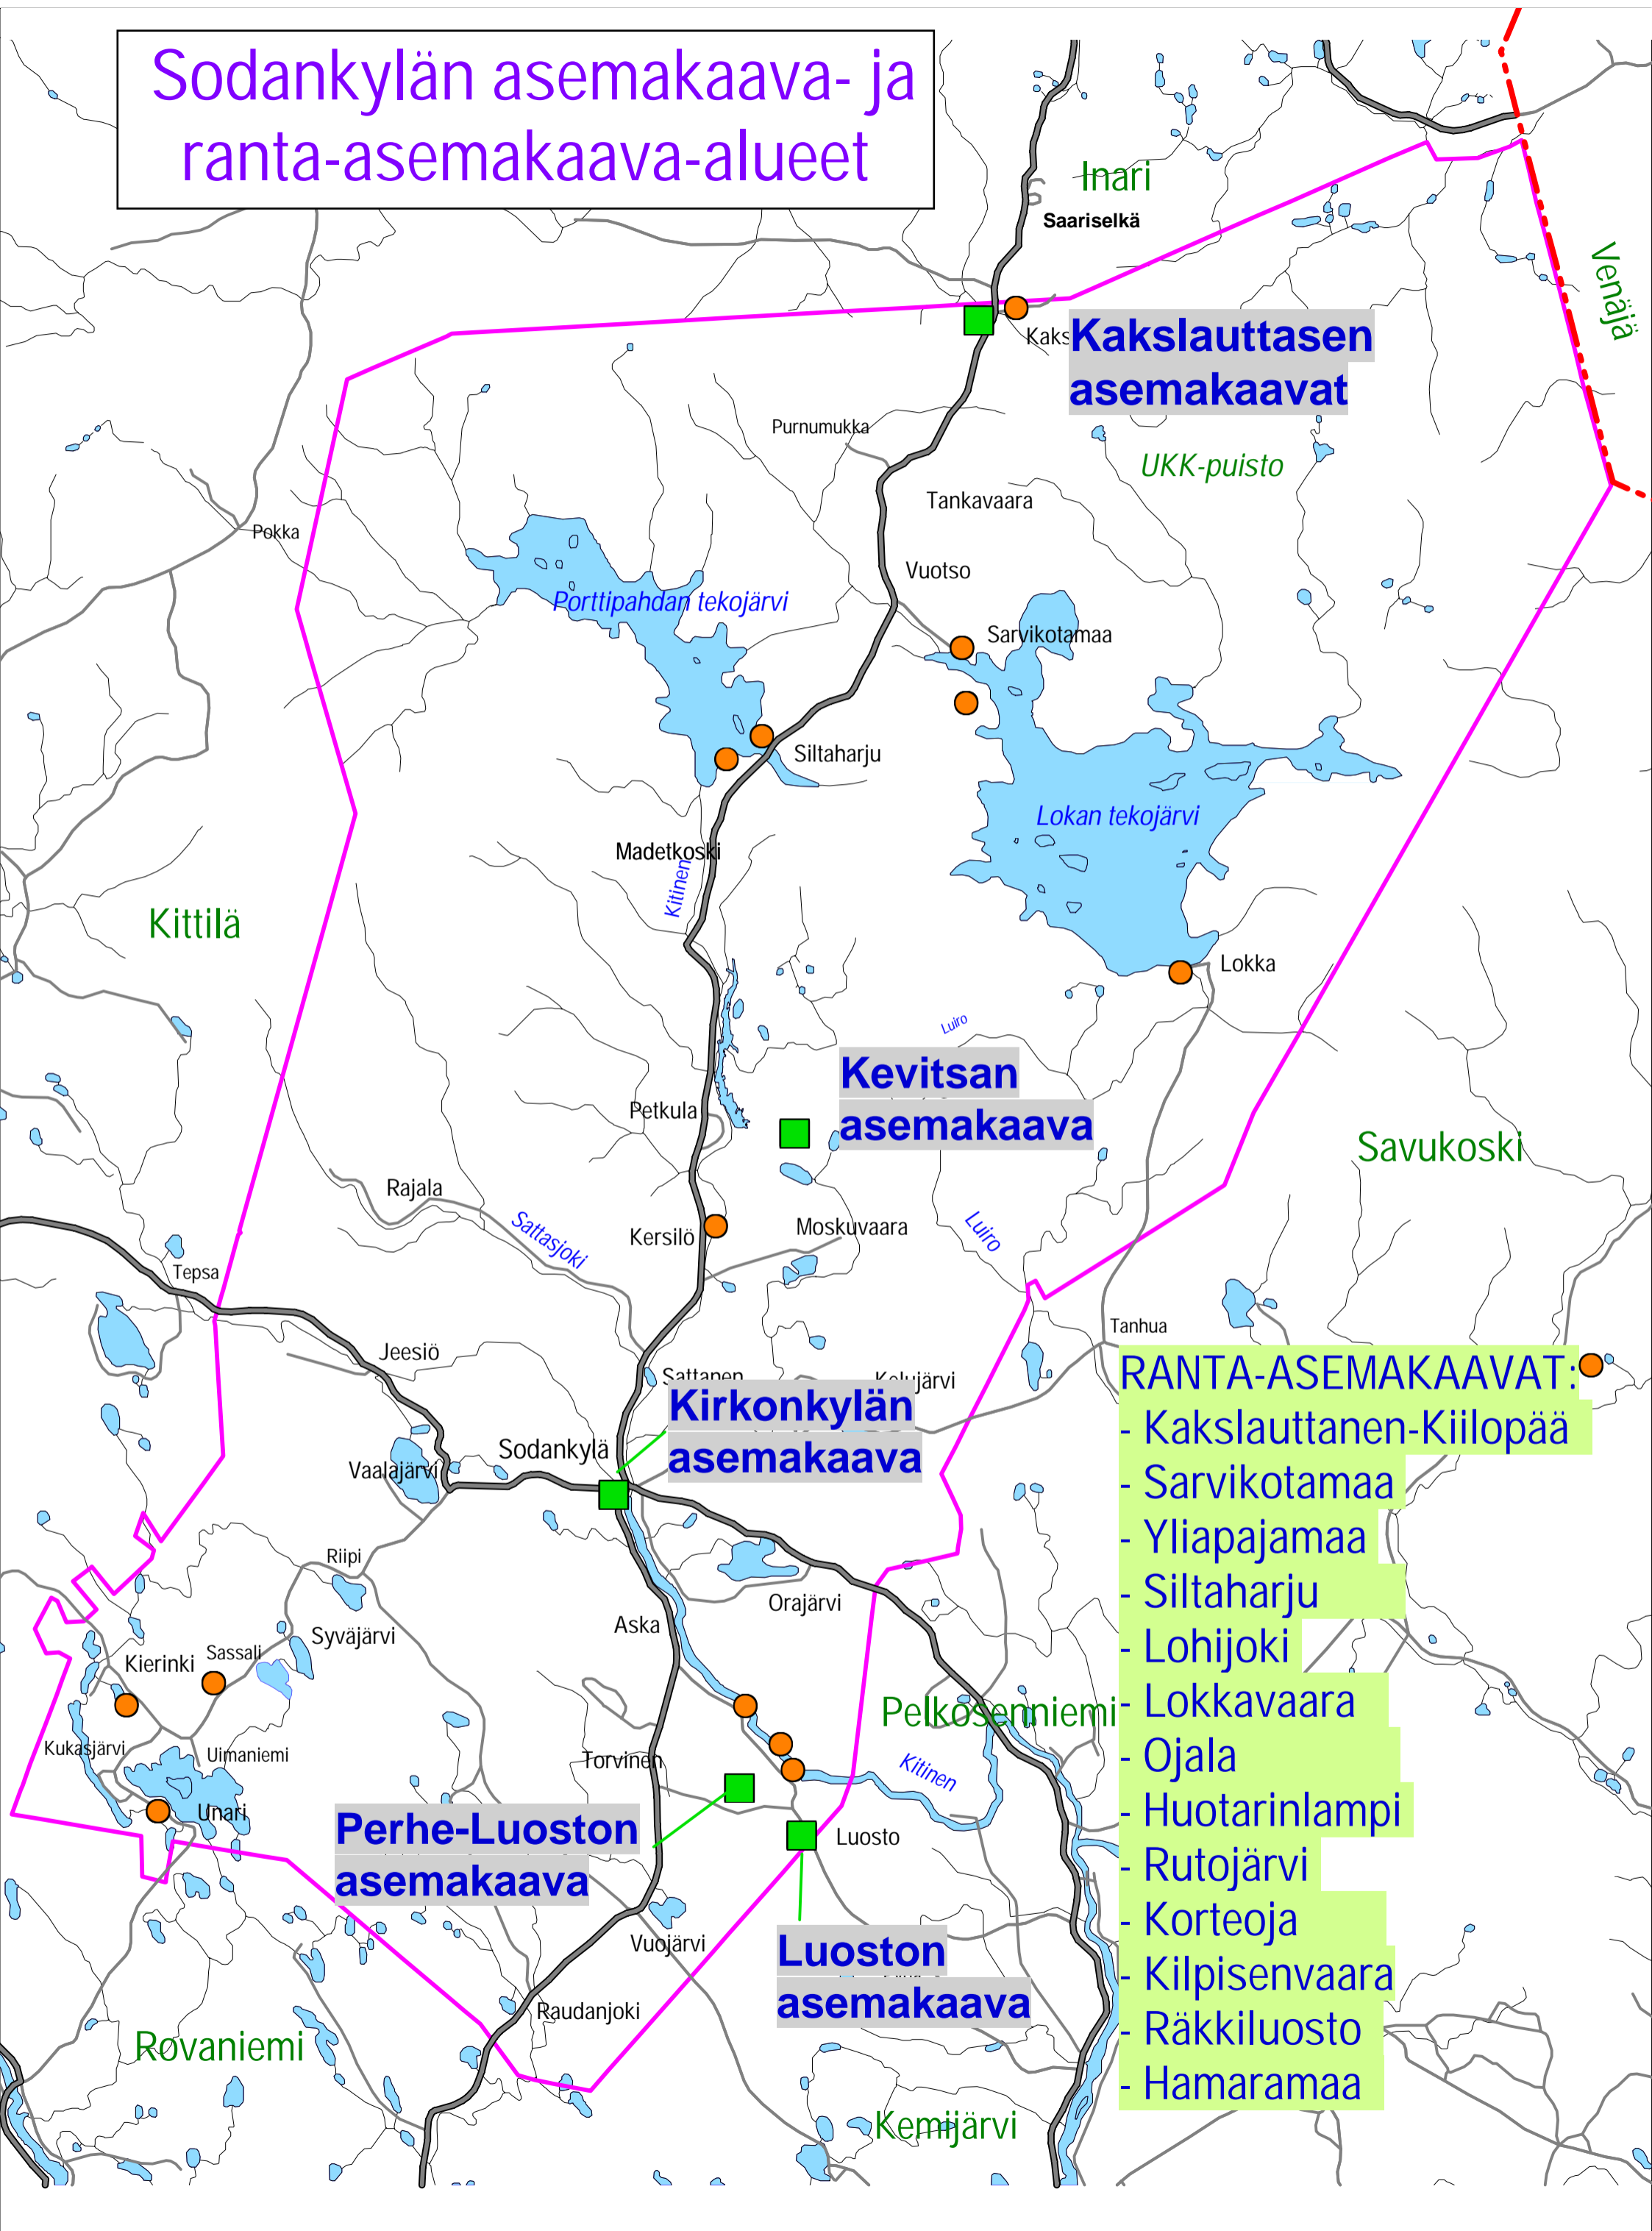 Sodankylän asemakaava- ja
ranta-asemakaava-alueet
Inari
Saariselkä
Venäjä
Kaks
Kakslauttasen
asemakaavat
Purnumukka
UKK-puisto
Tankavaara
Pokka
Vuotso
Porttipahdan tekojärvi
Sarvikotamaa
Siltaharju
Lokan tekojärvi
Madetkoski
Kitinen
Kittilä
Lokka
Luiro
Kevitsan
asemakaava
Petkula
Savukoski
Rajala
Sattasjoki
Kersilö
Moskuvaara
Luiro
Tepsa
Tanhua
Jeesiö
Sattanen
Kelujärvi
Kirkonkylän
asemakaava
Sodankylä
Vaalajärvi
RANTA-ASEMAKAAVAT:
- Kakslauttanen-Kiilopää
- Sarvikotamaa
- Yliapajamaa
- Siltaharju
- Lohijoki
- Lokkavaara
- Ojala
- Huotarinlampi
- Rutojärvi
- Korteoja
- Kilpisenvaara
- Räkkiluosto
- Hamaramaa
Riipi
Orajärvi
Aska
Syväjärvi
Sassali
Kierinki
Pelkosenniemi
Kukasjärvi
Uimaniemi
Torvinen
Kitinen
Unari
Perhe-Luoston
asemakaava
Luosto
Vuojärvi
Luoston
asemakaava
Raudanjoki
Rovaniemi
Kemijärvi